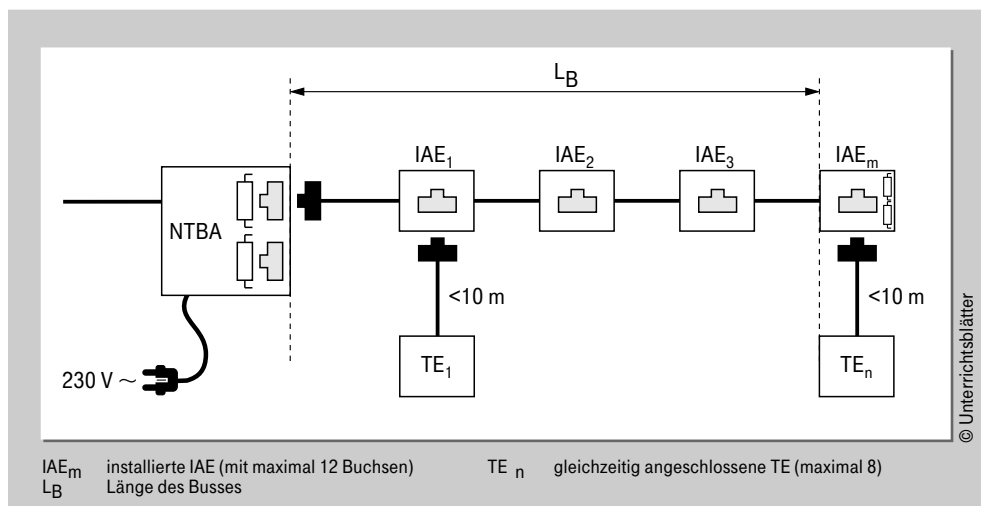 L_B
IAE_1
IAE_2
IAE_3
IAE_m
NTBA
<10 m
<10 m
TE_1
TE_n
230 V ~
© Unterrichtsblätter
IAE_m installierte IAE (mit maximal 12 Buchsen)
TE_n gleichzeitig angeschlossene TE (maximal 8)
L_B Länge des Busses